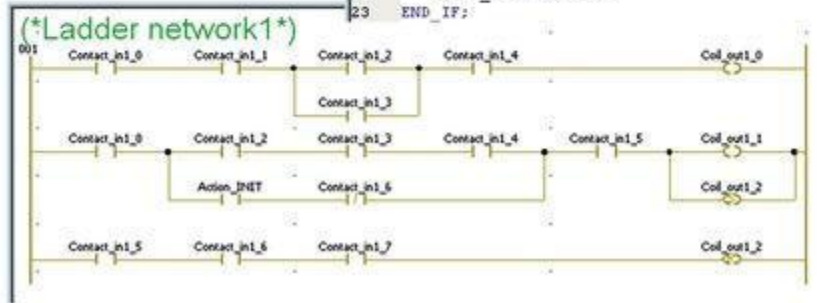 23 END_IF;
(*Ladder network1*)
001
Contact_in1_0 Contact_in1_1 Contact_in1_2 Contact_in1_4 Coil_out1_0
Contact_in1_3
Contact_in1_0 Contact_in1_2 Contact_in1_3 Contact_in1_4 Contact_in1_5 Coil_out1_1
Action_INIT Contact_in1_6 Coil_out1_2
Contact_in1_5 Contact_in1_6 Contact_in1_7 Coil_out1_2